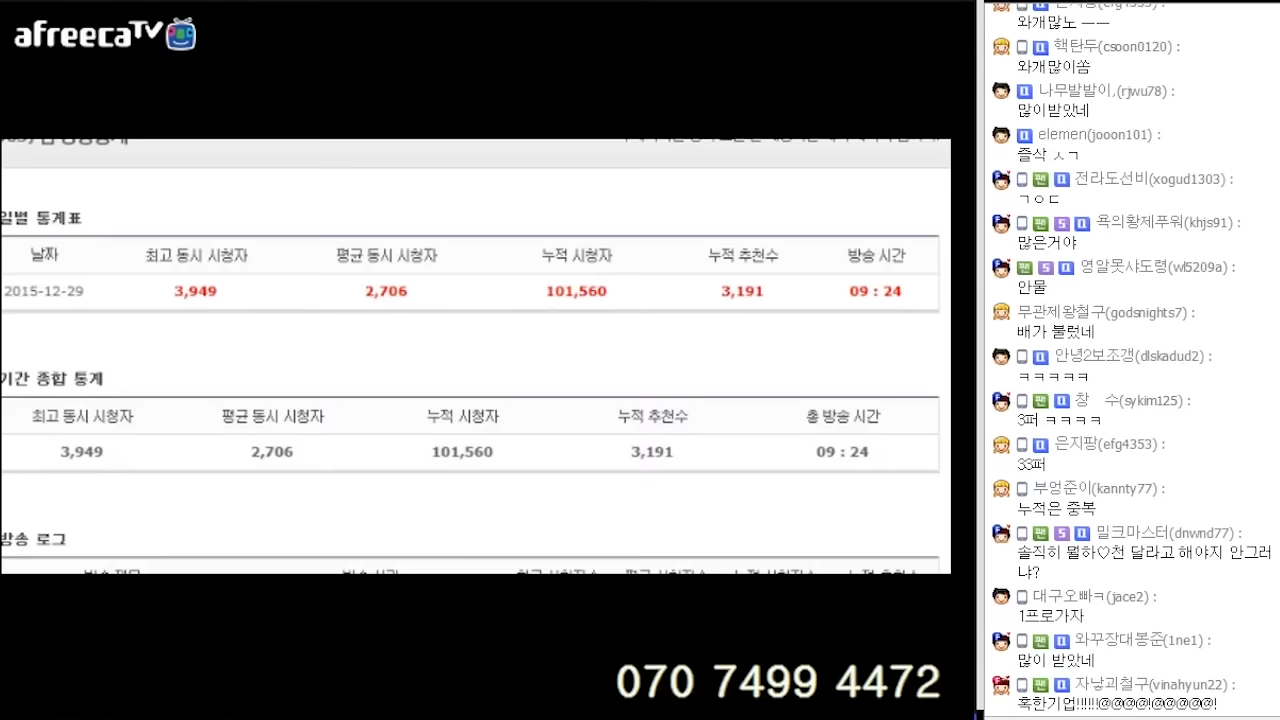 afreecaTV
일별 통계표
날짜 최고 동시 시청자 평균 동시 시청자 누적 시청자 누적 추천수 방송 시간
2015-12-29 3,949 2,706 101,560 3,191 09 : 24
기간 종합 통계
최고 동시 시청자 평균 동시 시청자 누적 시청자 누적 추천수 총 방송 시간
3,949 2,706 101,560 3,191 09 : 24
방송 로그
070 7499 4472
와개많노 ㅡㅡ
핵탄두(csoon0120) :
와개많이쏨
나무발발이,(rjwu78) :
많이받았네
elemen(jooon101) :
즐삭 ㅅㄱ
전라도선비(xogud1303) :
ㄱㅇㄷ
욕의황제푸워(khjs91) :
많은거야
영알못샤도령(wl5209a) :
안물
무관제왕철구(godsnights7) :
배가 불렀네
안녕2보조갱(dlskadud2) :
ㅋㅋㅋㅋㅋ
창 수(sykim125) :
3퍼 ㅋㅋㅋㅋ
은지팡(efg4353) :
33퍼
부엉준이(kannty77) :
누적은 중복
밀크마스터(dnwnd77) :
솔직히 뭘하♡천 달라고 해야지 안그러
냐?
대구오빠ㅋ(jace2) :
1프로가자
와꾸장대봉준(1ne1) :
많이 받았네
자낳괴철구(vinahyun22) :
혹한기업!!!!!!@@@@!@@@@@!